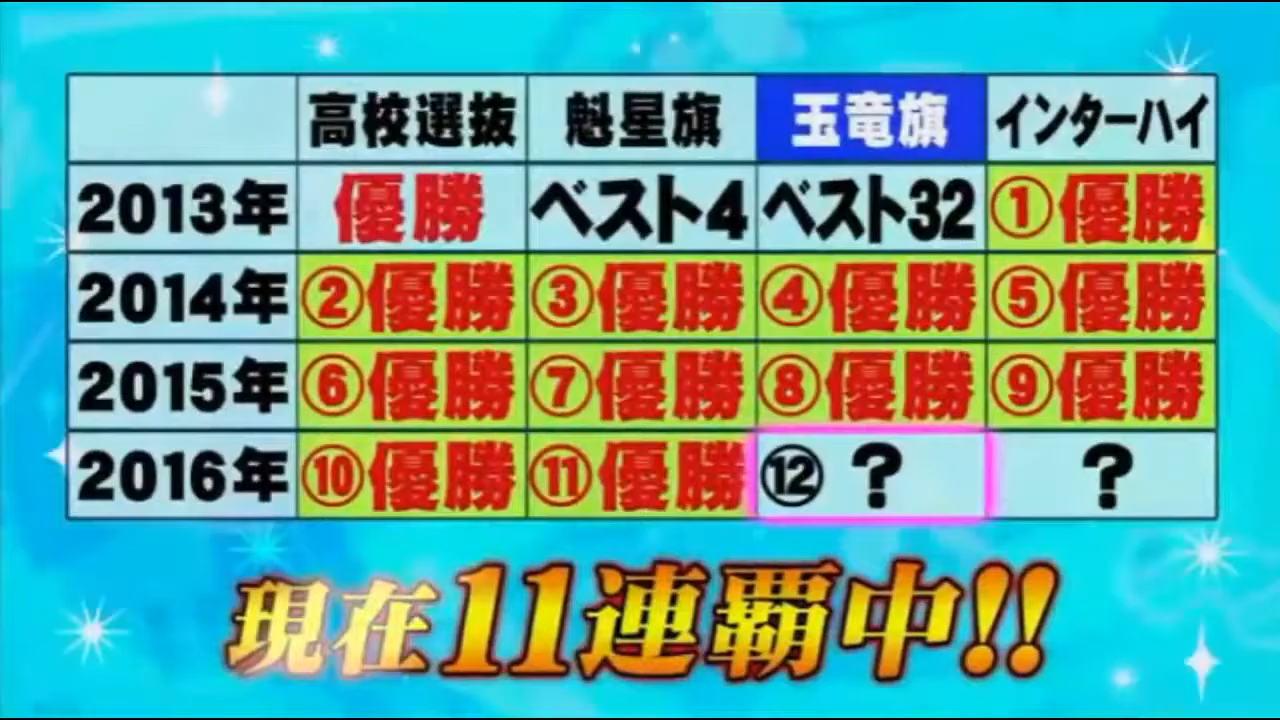 高校選抜 魁星旗 玉竜旗 インターハイ
2013年 優勝 ベスト4 ベスト32 ①優勝
2014年 ②優勝 ③優勝 ④優勝 ⑤優勝
2015年 ⑥優勝 ⑦優勝 ⑧優勝 ⑨優勝
2016年 ⑩優勝 ⑪優勝 ⑫ ? ?
現在11連覇中!!